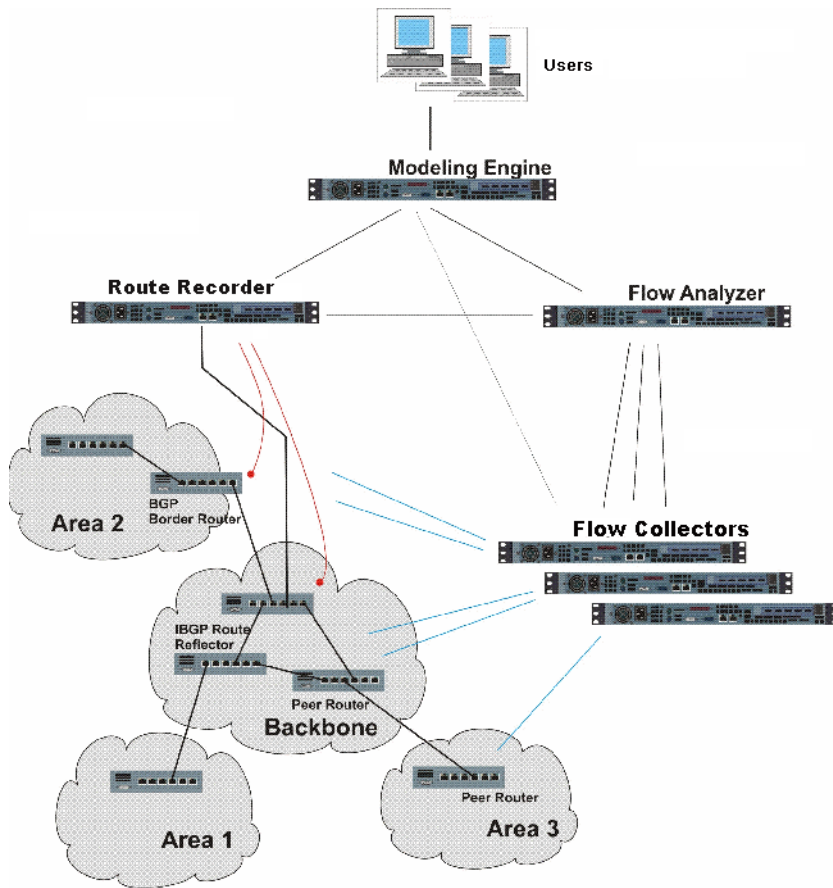 Users
Modeling Engine
Route Recorder
Flow Analyzer
BGP
Border Router
Area 2
Flow Collectors
IBGP Route
Reflector
Peer Router
Backbone
Peer Router
Area 1
Area 3